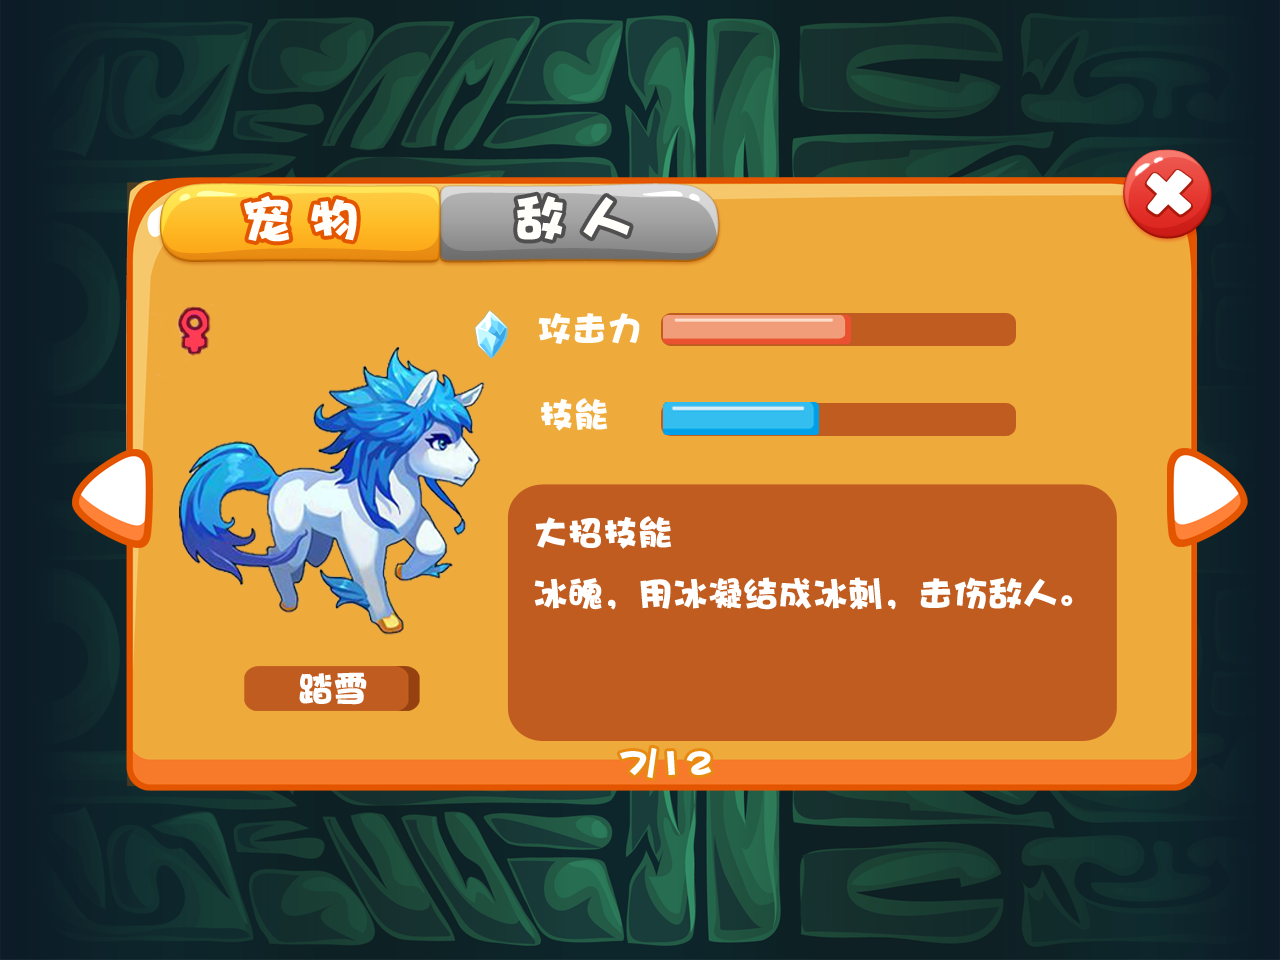 宠物
敌人
攻击力
技能
大招技能
冰魄，用冰凝结成冰刺，击伤敌人。
踏雪
7/12